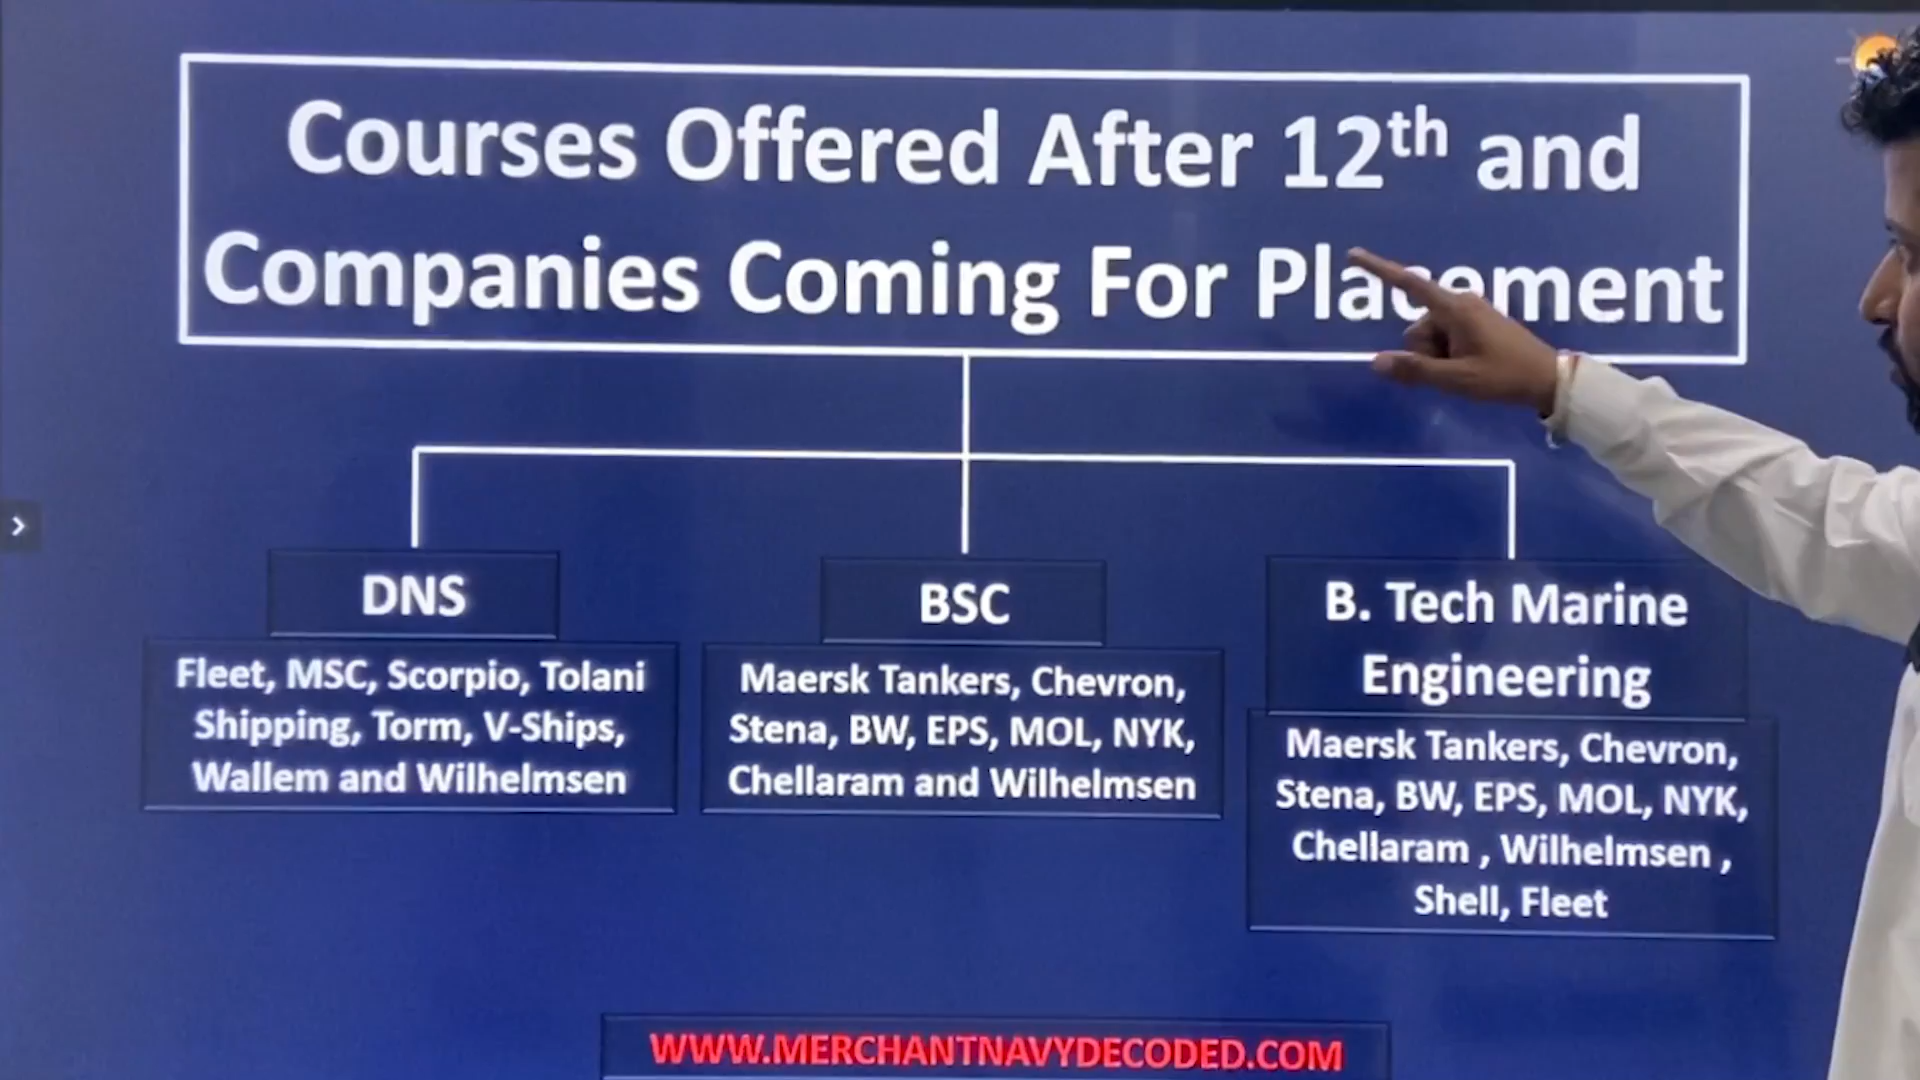 Courses Offered After 12th and
Companies Coming For Placement
DNS
Fleet, MSC, Scorpio, Tolani
Shipping, Torm, V-Ships,
Wallem and Wilhelmsen
BSC
Maersk Tankers, Chevron,
Stena, BW, EPS, MOL, NYK,
Chellaram and Wilhelmsen
B. Tech Marine
Engineering
Maersk Tankers, Chevron,
Stena, BW, EPS, MOL, NYK,
Chellaram , Wilhelmsen ,
Shell, Fleet
WWW.MERCHANTNAVYDECODED.COM